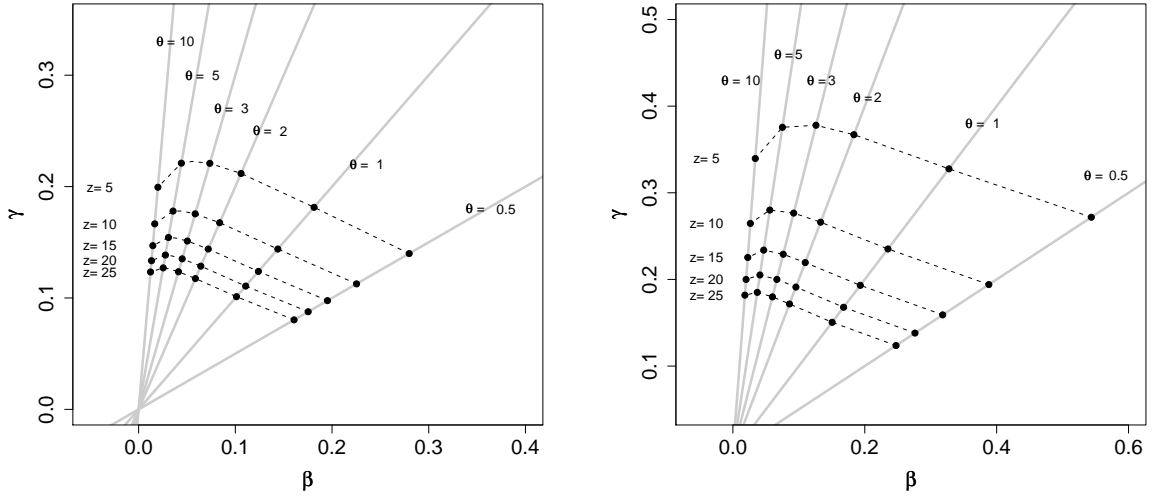 θ = 10
θ = 5
θ = 3
θ = 2
θ = 1
θ = 0.5
z= 5
z= 10
z= 15
z= 20
z= 25
0.0
0.1
0.2
0.3
γ
0.0
0.1
0.2
0.3
0.4
β
θ = 10
θ = 5
θ = 3
θ = 2
θ = 1
θ = 0.5
z= 5
z= 10
z= 15
z= 20
z= 25
0.1
0.2
0.3
0.4
0.5
γ
0.0
0.2
0.4
0.6
β